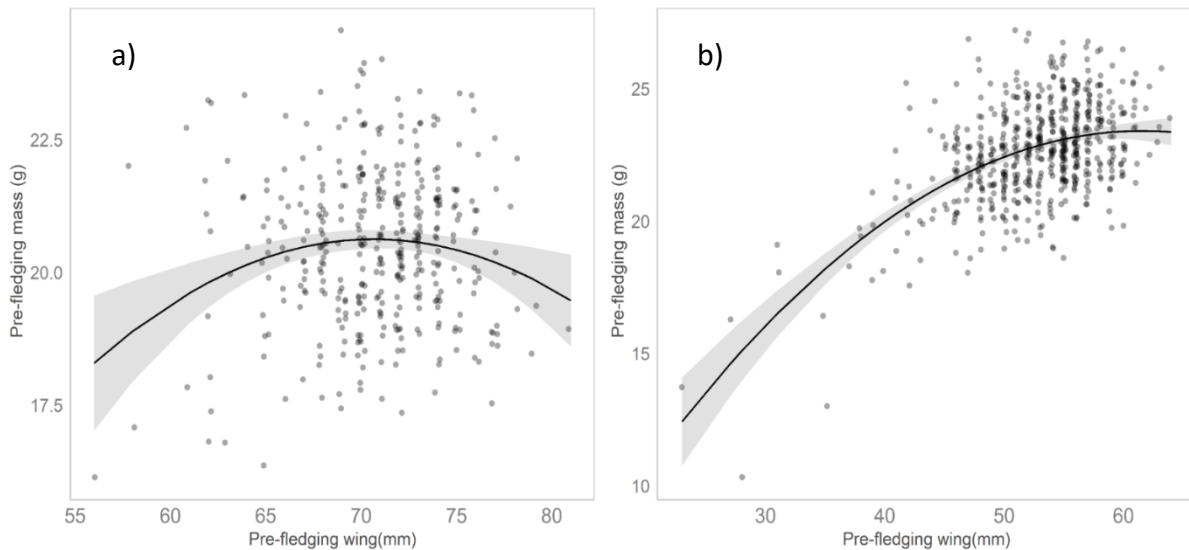 a)
Pre-fledging mass (g)
22.5
20.0
17.5
55 60 65 70 75 80
Pre-fledging wing(mm)
b)
Pre-fledging mass (g)
25
20
15
10
30 40 50 60
Pre-fledging wing(mm)